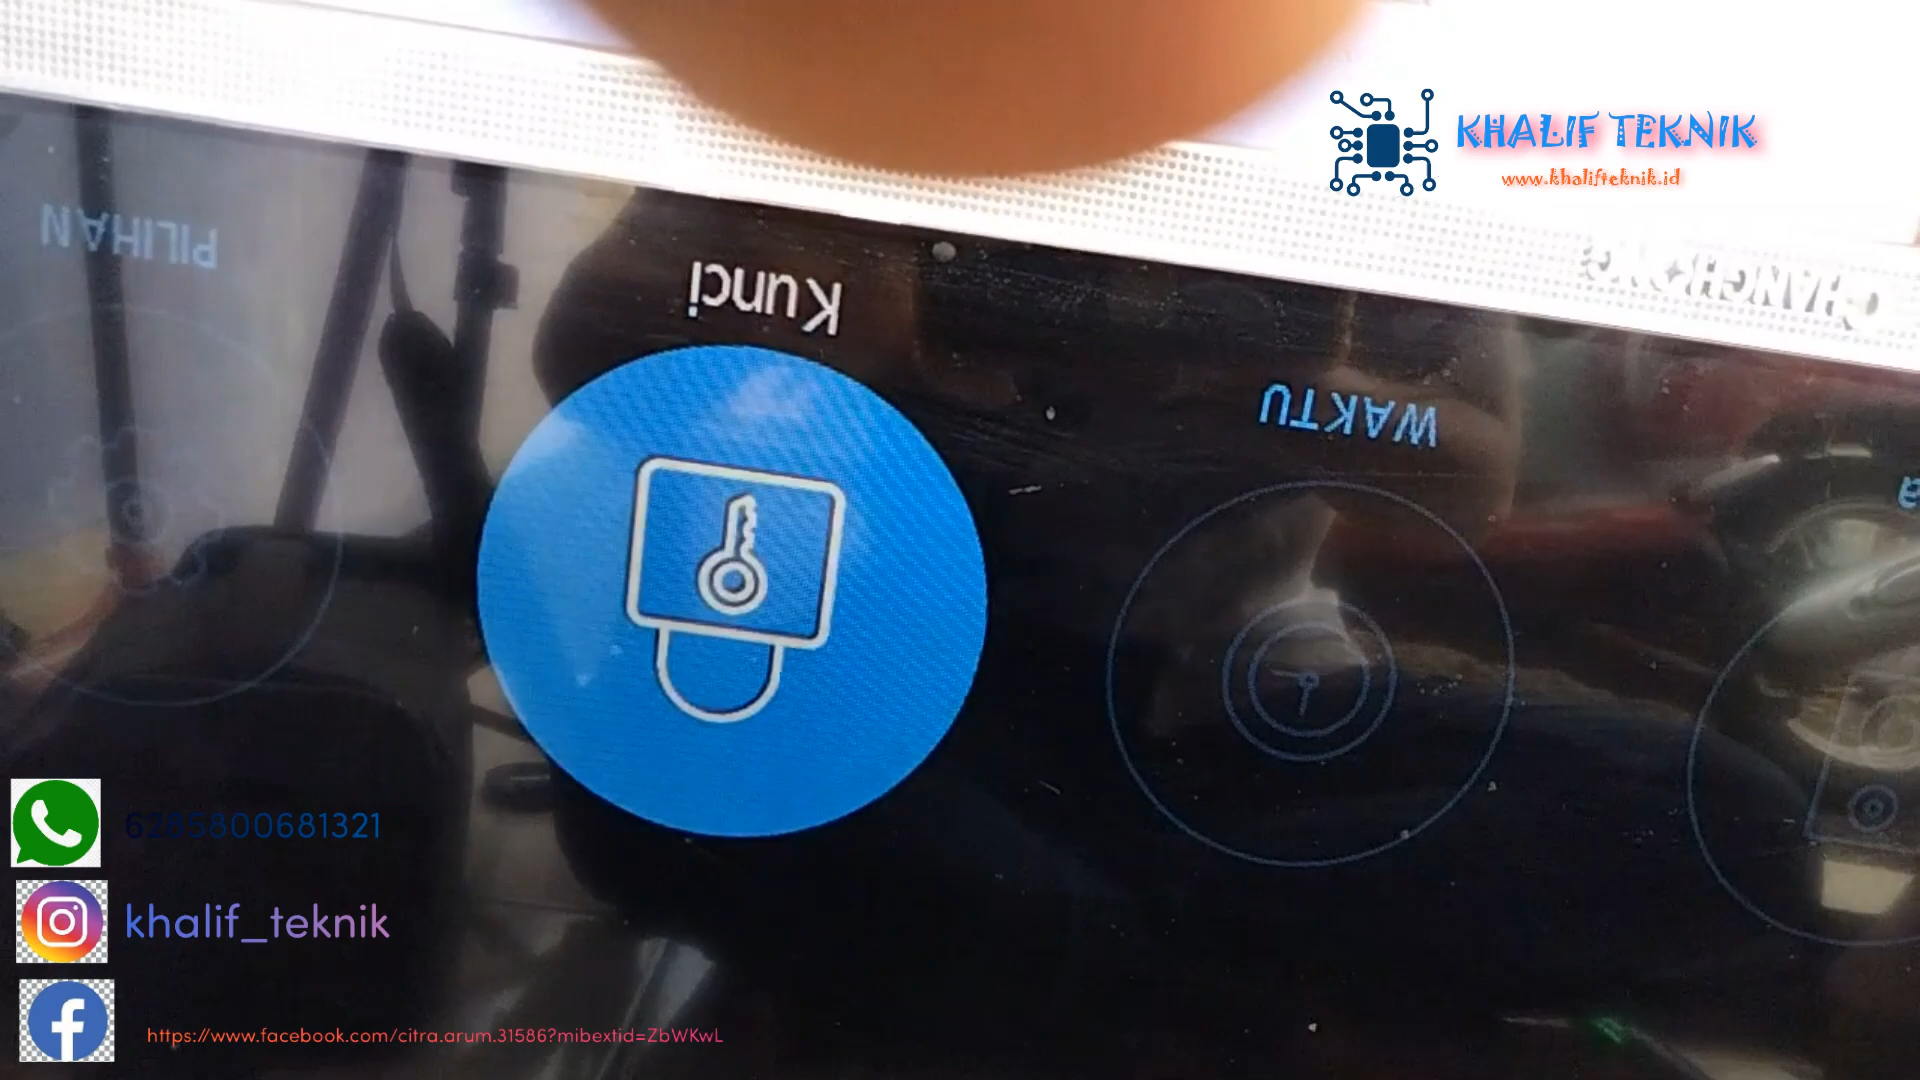 KHALIF TEKNIK
www.khalifteknik.id
CHANGHONG
PILIHAN
Kunci
WAKTU
a
6285800681321
khalif_teknik
https://www.facebook.com/citra.arum.31586?mibextid=ZbWKwL